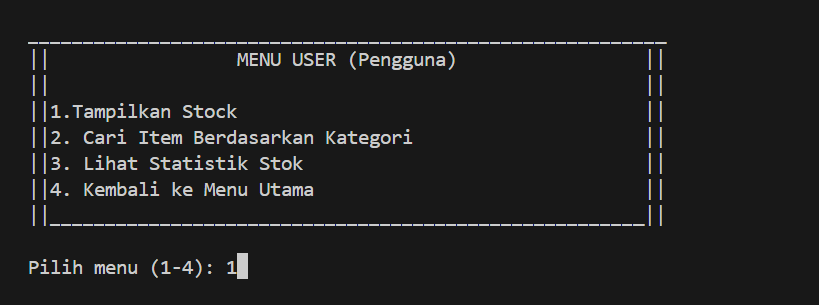 MENU USER (Pengguna)
1.Tampilkan Stock
2. Cari Item Berdasarkan Kategori
3. Lihat Statistik Stok
4. Kembali ke Menu Utama
Pilih menu (1-4): 1